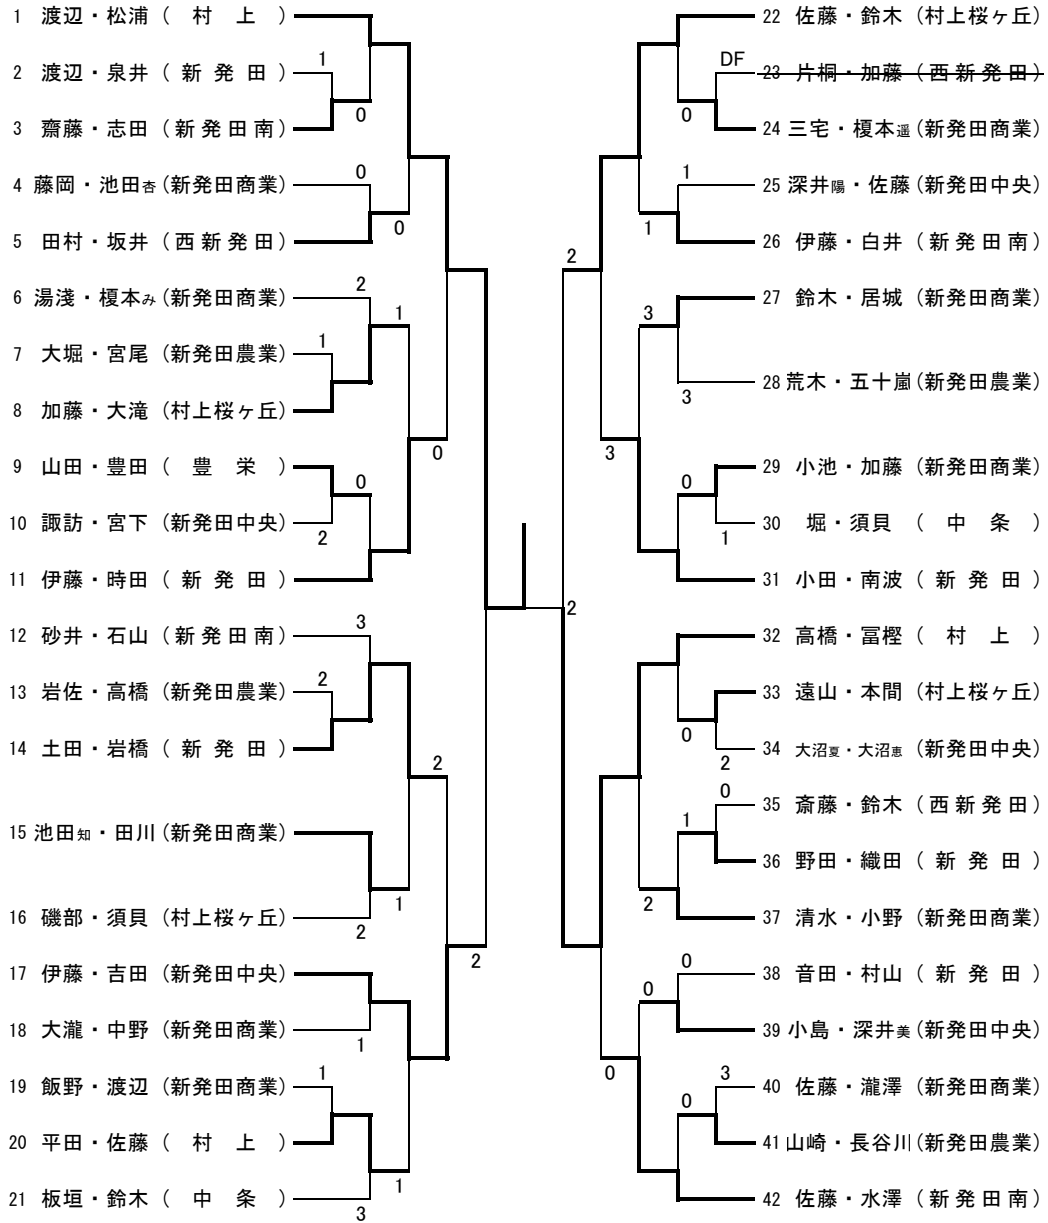 1 渡辺・松浦 ( 村 上 )
2 渡辺・泉井 ( 新 発 田 ) 1
3 齋藤・志田 (新発田南) 0
4 藤岡・池田杏 (新発田商業) 0
5 田村・坂井 (西新発田) 0
6 湯淺・榎本み (新発田商業) 2
1
7 大堀・宮尾 (新発田農業) 1
8 加藤・大滝 (村上桜ヶ丘)
0
9 山田・豊田 ( 豊 栄 )
0
10 諏訪・宮下 (新発田中央) 2
11 伊藤・時田 ( 新 発 田 )
12 砂井・石山 (新発田南) 3
13 岩佐・高橋 (新発田農業) 2
14 土田・岩橋 ( 新 発 田 )
2
15 池田知・田川 (新発田商業)
1
16 磯部・須貝 (村上桜ヶ丘) 2
2
17 伊藤・吉田 (新発田中央)
18 大瀧・中野 (新発田商業) 1
19 飯野・渡辺 (新発田商業) 1
20 平田・佐藤 ( 村 上 )
1
21 板垣・鈴木 ( 中 条 ) 3
22 佐藤・鈴木 (村上桜ヶ丘)
DF 23 片桐・加藤 (西新発田)
0 24 三宅・榎本遥 (新発田商業)
1 25 深井陽・佐藤 (新発田中央)
1 26 伊藤・白井 (新発田南)
2
27 鈴木・居城 (新発田商業)
3
3 28 荒木・五十嵐 (新発田農業)
3
29 小池・加藤 (新発田商業)
0
1 30 堀・須貝 ( 中 条 )
31 小田・南波 ( 新 発 田 )
2
32 高橋・冨樫 ( 村 上 )
33 遠山・本間 (村上桜ヶ丘)
0
2 34 大沼夏・大沼恵 (新発田中央)
0 35 斎藤・鈴木 (西新発田)
1
36 野田・織田 ( 新 発 田 )
2 37 清水・小野 (新発田商業)
0 38 音田・村山 ( 新 発 田 )
0
39 小島・深井美 (新発田中央)
0
3 40 佐藤・瀧澤 (新発田商業)
0
41 山崎・長谷川 (新発田農業)
42 佐藤・水澤 (新発田南)